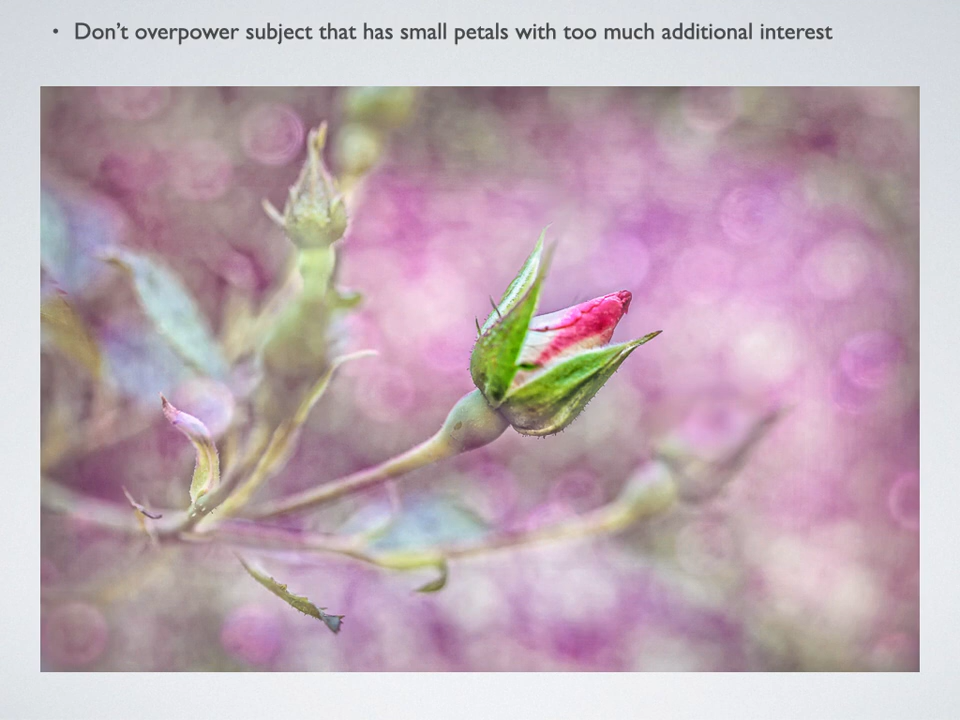 • Don’t overpower subject that has small petals with too much additional interest